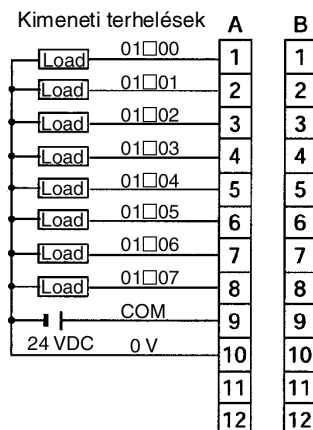 Kimeneti terhelések A B
Load 01□00 1 1
Load 01□01 2 2
Load 01□02 3 3
Load 01□03 4 4
Load 01□04 5 5
Load 01□05 6 6
Load 01□06 7 7
Load 01□07 8 8
COM 9 9
24 VDC 0 V 10 10
11 11
12 12